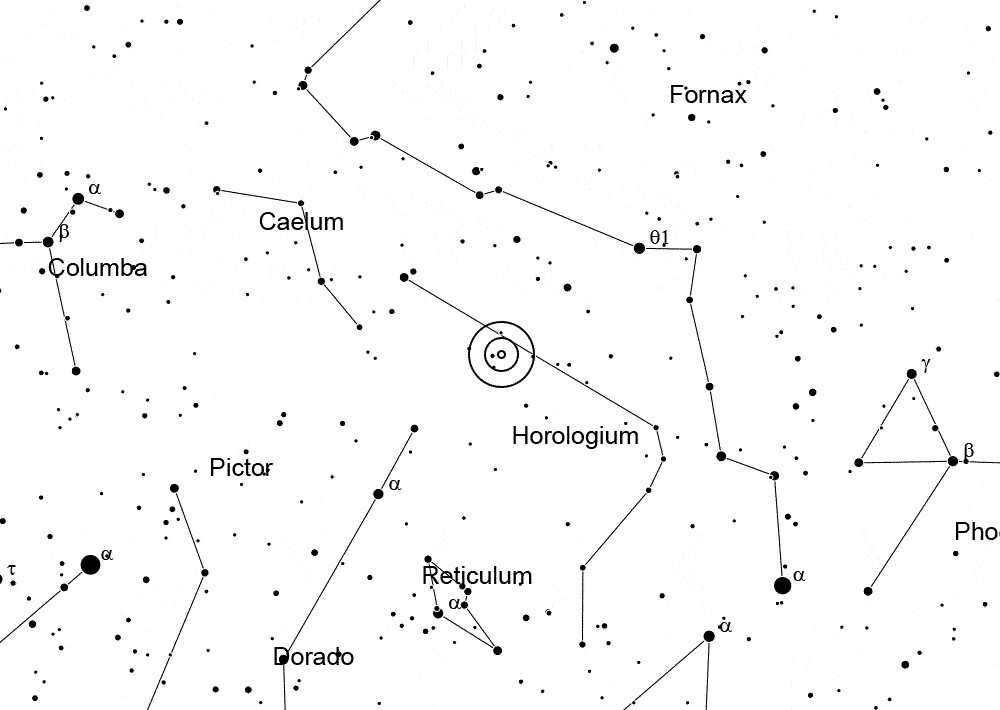 Fornax
α
Caelum
β
θ1
Columba
γ
Horologium
β
Pictor
α
Phoe
α
τ
Reticulum
α
α
α
Dorado